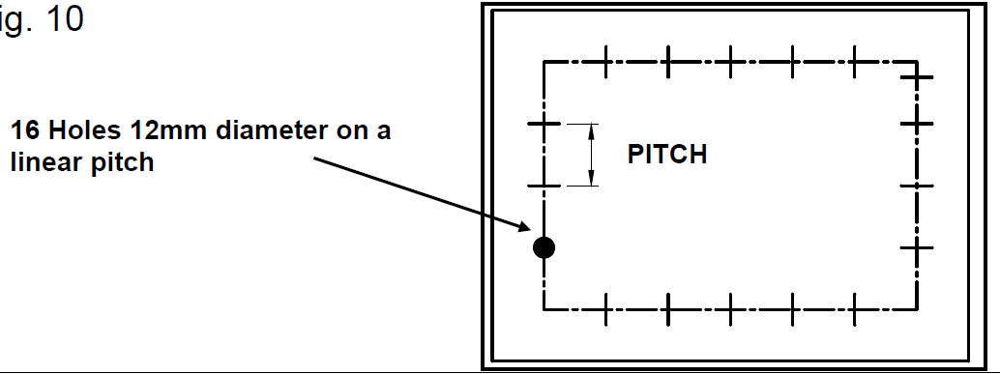 ig. 10
16 Holes 12mm diameter on a
linear pitch
PITCH